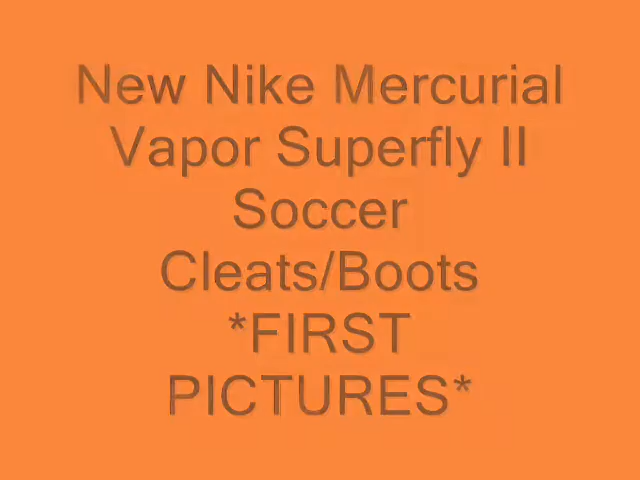 New Nike Mercurial
Vapor Superfly II
Soccer
Cleats/Boots
*FIRST
PICTURES*